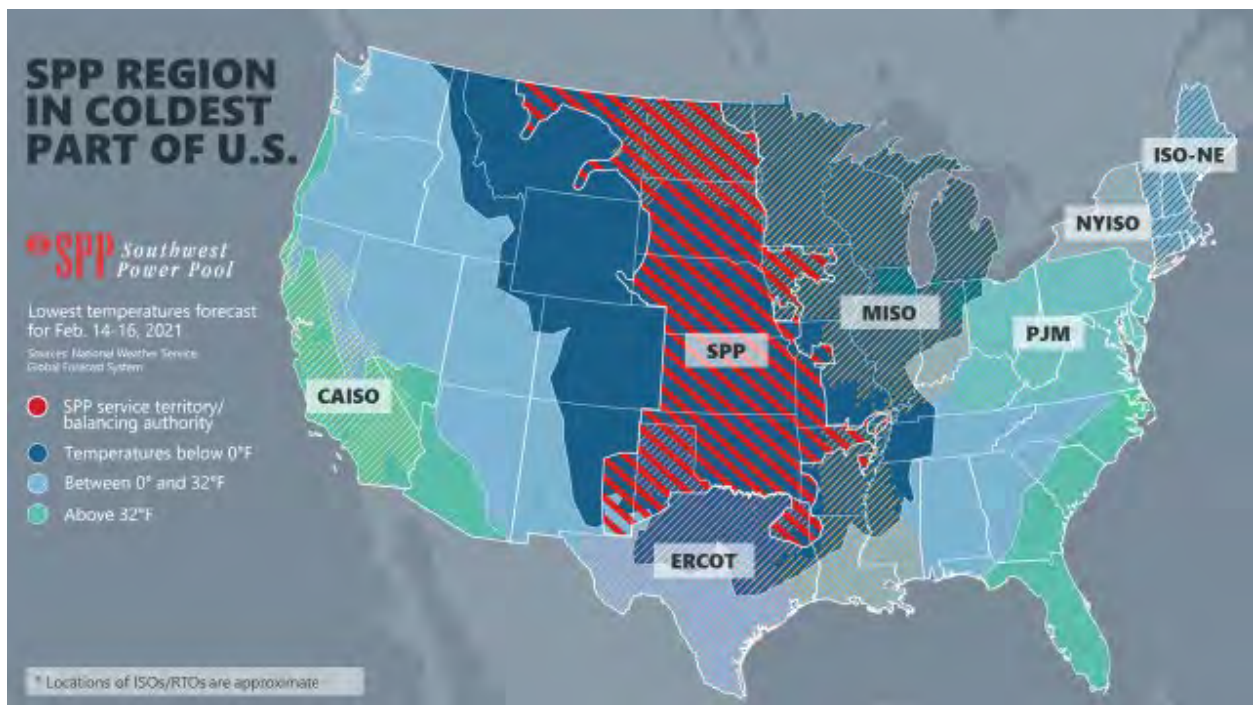 SPP REGION
IN COLDEST
PART OF U.S.
SPP Southwest
Power Pool
Lowest temperatures forecast
for Feb. 14-16, 2021
Sources: National Weather Service,
Global Forecast System
SPP service territory/
balancing authority
Temperatures below 0°F
Between 0° and 32°F
Above 32°F
ISO-NE
NYISO
MISO
PJM
SPP
CAISO
ERCOT
* Locations of ISOs/RTOs are approximate